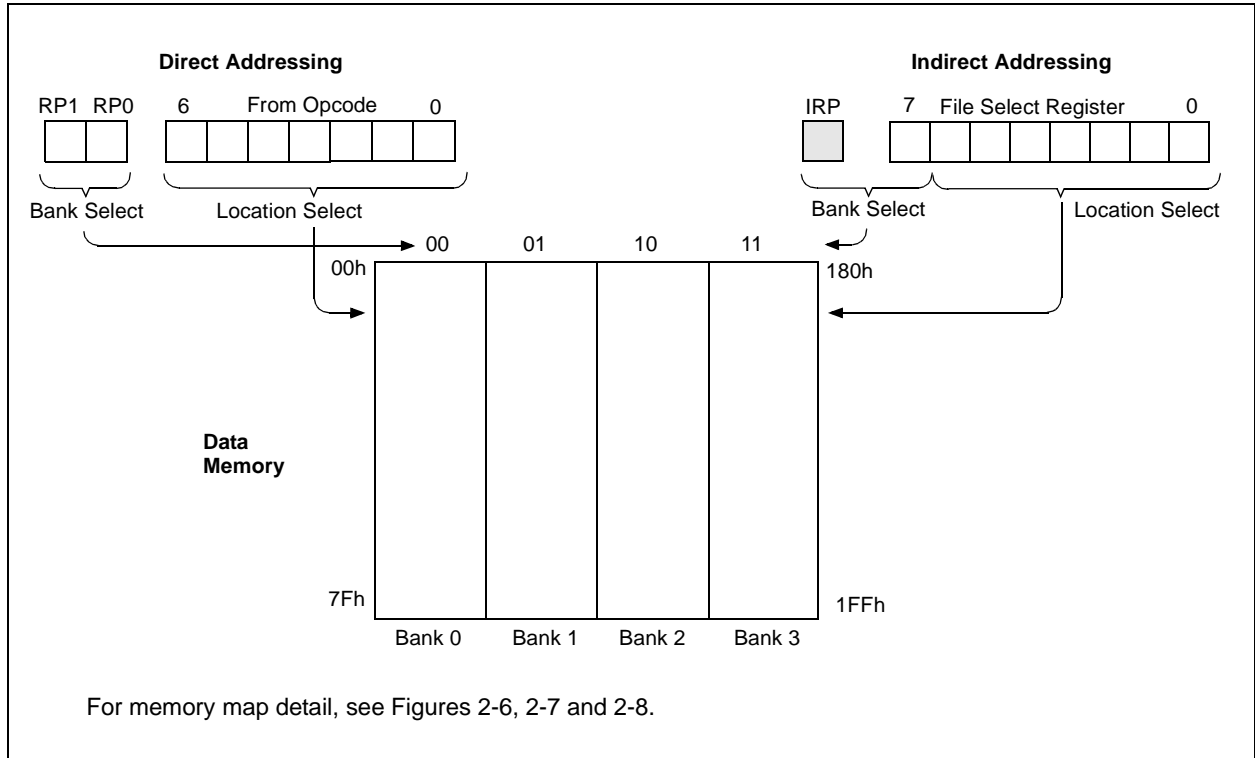 Direct Addressing
Indirect Addressing
RP1 RP0 6 From Opcode 0
IRP 7 File Select Register 0
Bank Select Location Select
Bank Select Location Select
00 01 10 11
00h
180h
Data
Memory
7Fh
1FFh
Bank 0 Bank 1 Bank 2 Bank 3
For memory map detail, see Figures 2-6, 2-7 and 2-8.